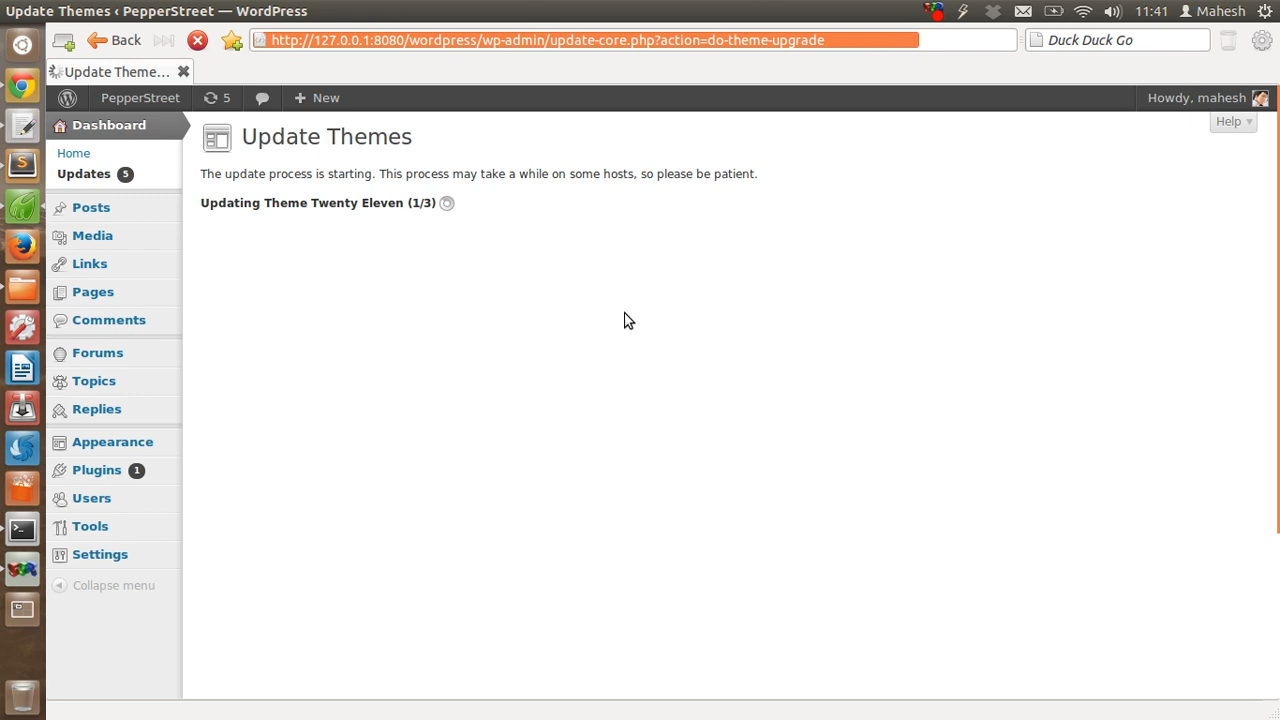 Update Themes ‹ PepperStreet — WordPress
11:41
Mahesh
Back
http://127.0.0.1:8080/wordpress/wp-admin/update-core.php?action=do-theme-upgrade
Duck Duck Go
Update Theme...
PepperStreet
5
New
Howdy, mahesh
Dashboard
Help
Home
Updates 5
Posts
Media
Links
Pages
Comments
Forums
Topics
Replies
Appearance
Plugins 1
Users
Tools
Settings
Collapse menu
Update Themes
The update process is starting. This process may take a while on some hosts, so please be patient.
Updating Theme Twenty Eleven (1/3)